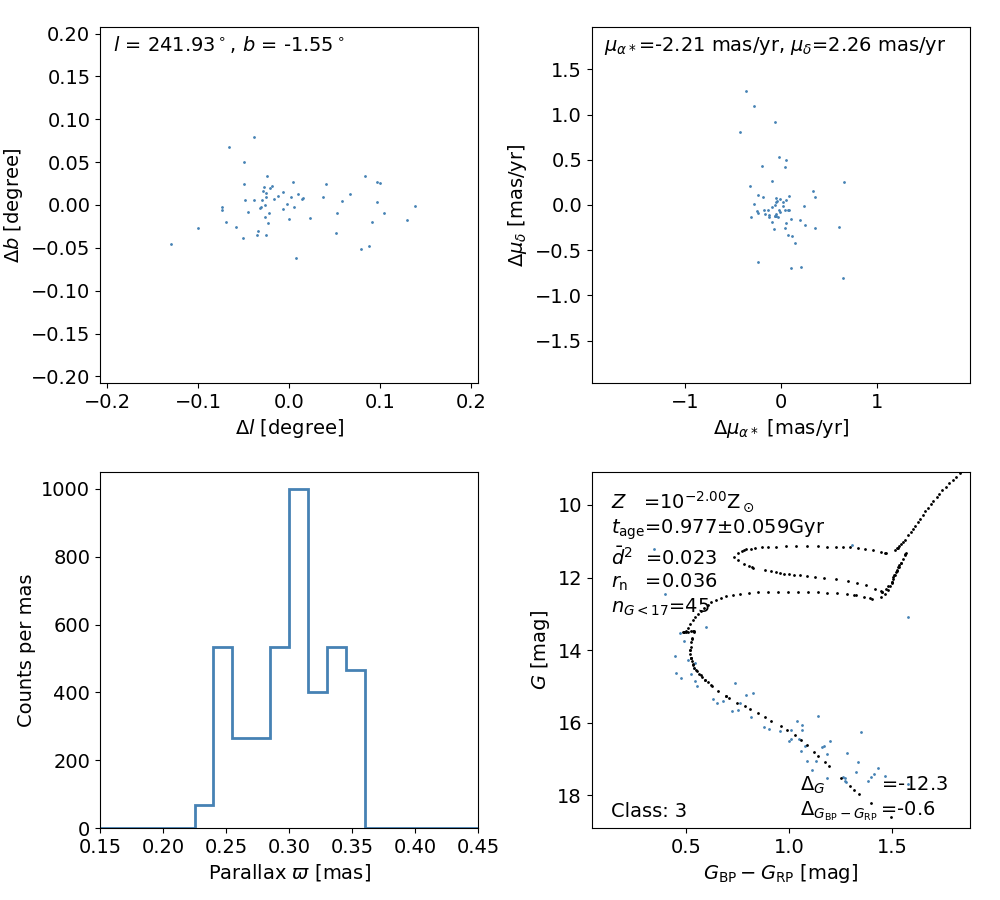 l = 241.93°, b = -1.55°
0.20
0.15
0.10
0.05
0.00
−0.05
−0.10
−0.15
−0.20
Δb [degree]
−0.2 −0.1 0.0 0.1 0.2
Δl [degree]
μα*=-2.21 mas/yr, μδ=2.26 mas/yr
1.5
1.0
0.5
0.0
−0.5
−1.0
−1.5
Δμδ [mas/yr]
−1 0 1
Δμα* [mas/yr]
1000
800
600
400
200
0
Counts per mas
0.15 0.20 0.25 0.30 0.35 0.40 0.45
Parallax ϖ [mas]
Z =10^−2.00 Z⊙
tage=0.977±0.059Gyr
d̄² =0.023
rn =0.036
nG<17=45
10
12
14
16
18
G [mag]
ΔG =-12.3
ΔGBP−GRP =-0.6
Class: 3
0.5 1.0 1.5
GBP − GRP [mag]